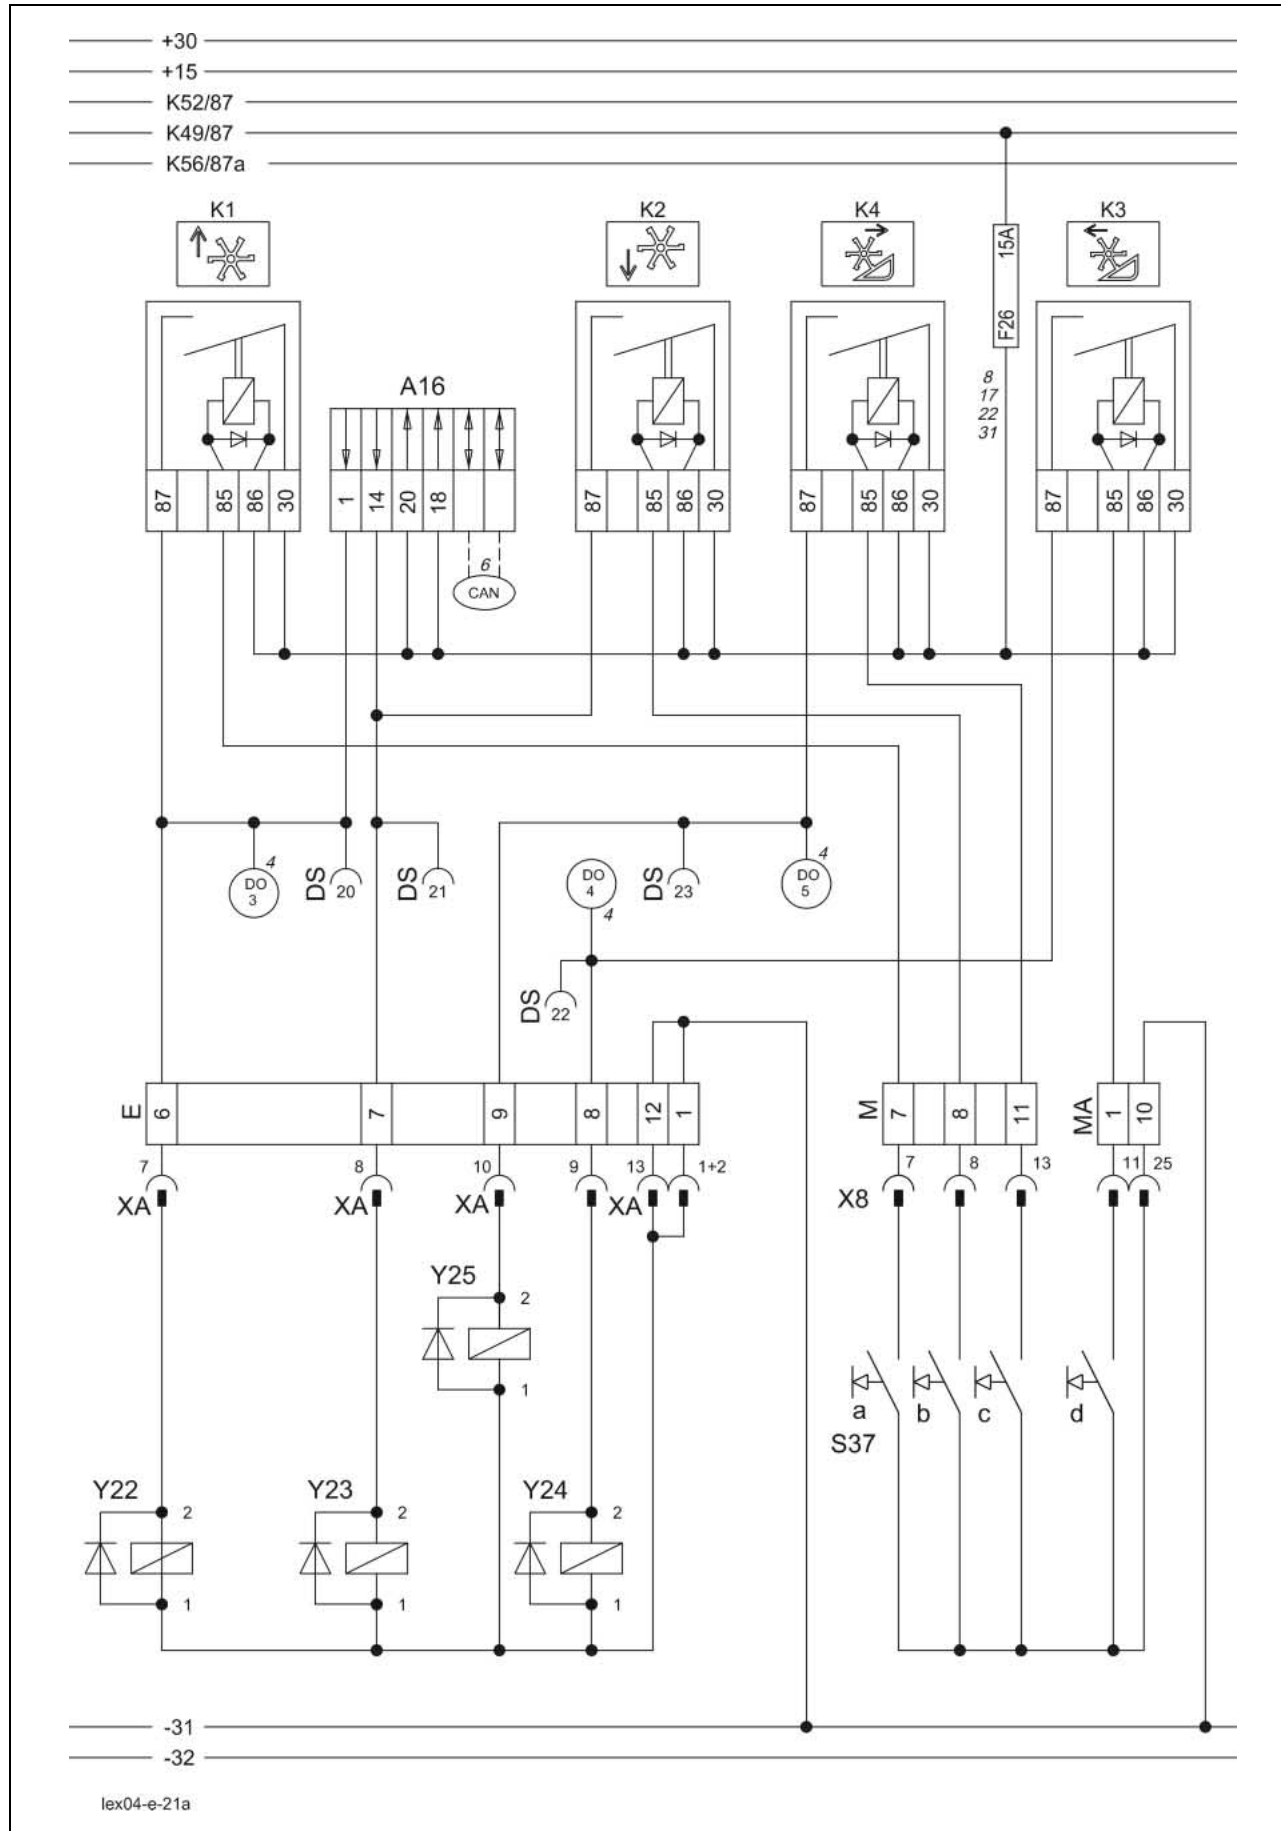 +30
+15
K52/87
K49/87
K56/87a
K1
K2
K4
K3
15A
F26
8
17
22
31
A16
87 85 86 30
1 14 20 18
87 85 86 30
87 85 86 30
87 85 86 30
6
CAN
4
DO
3
DS
20
DS
21
DO
4
4
DS
23
4
DO
5
DS
22
E
6 7 9 8 12 1
M
7 8 11
MA
1 10
7 8 10 9 13 1+2
7 8 13 11 25
XA XA XA XA
X8
Y25
2
1
a b c d
S37
Y22
2
1
Y23
2
1
Y24
2
1
-31
-32
lex04-e-21a